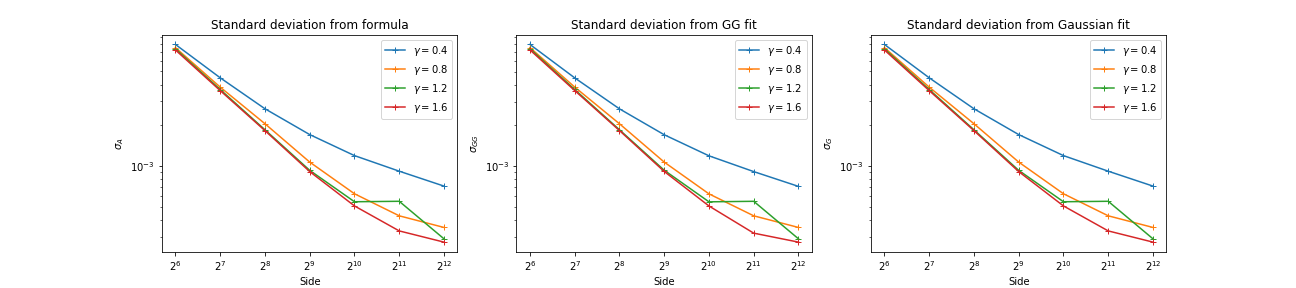 Standard deviation from formula
γ = 0.4
γ = 0.8
γ = 1.2
γ = 1.6
σ_A
10⁻³
2⁶ 2⁷ 2⁸ 2⁹ 2¹⁰ 2¹¹ 2¹²
Side
Standard deviation from GG fit
γ = 0.4
γ = 0.8
γ = 1.2
γ = 1.6
σ_GG
10⁻³
2⁶ 2⁷ 2⁸ 2⁹ 2¹⁰ 2¹¹ 2¹²
Side
Standard deviation from Gaussian fit
γ = 0.4
γ = 0.8
γ = 1.2
γ = 1.6
σ_G
10⁻³
2⁶ 2⁷ 2⁸ 2⁹ 2¹⁰ 2¹¹ 2¹²
Side